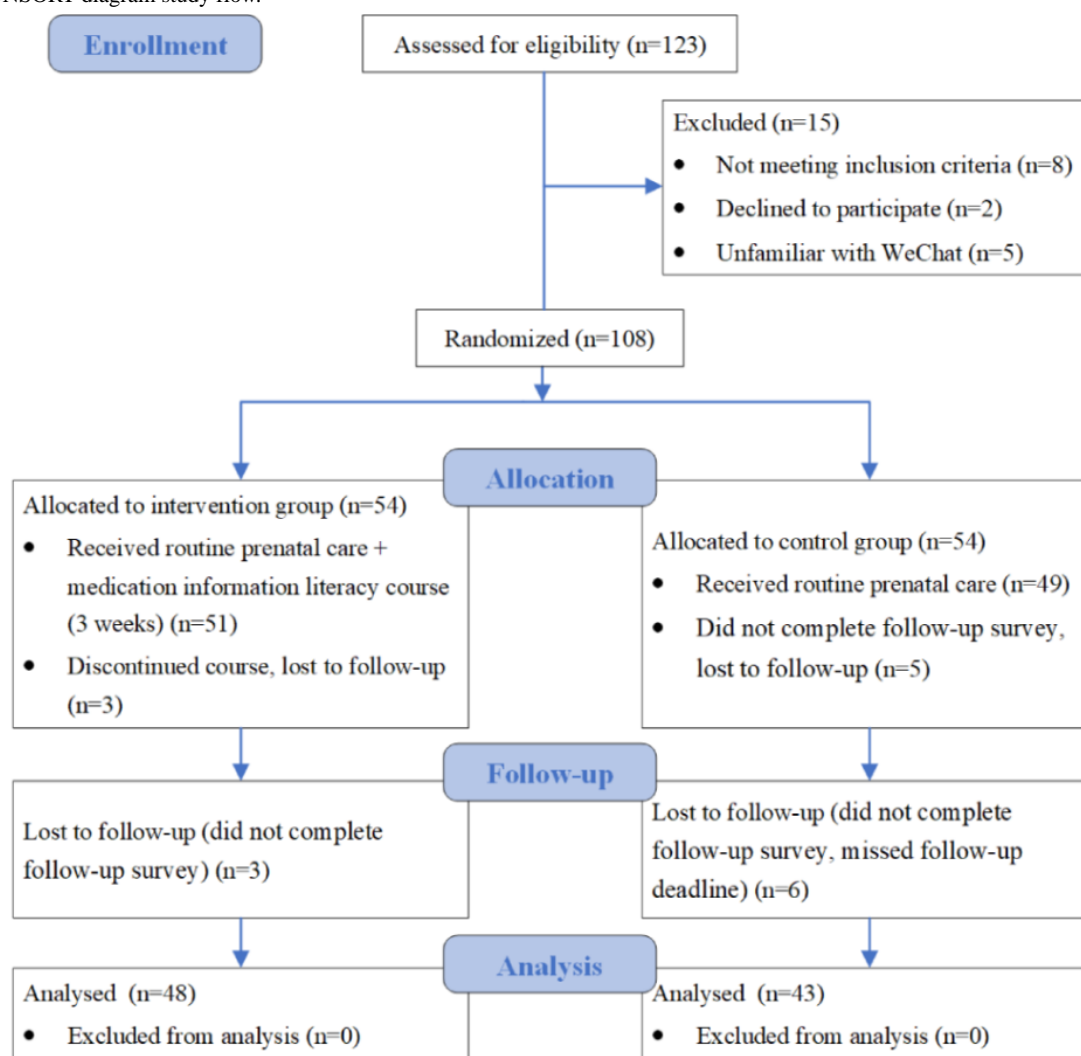 diagram study flow.
Enrollment
Assessed for eligibility (n=123)
Excluded (n=15)
• Not meeting inclusion criteria (n=8)
• Declined to participate (n=2)
• Unfamiliar with WeChat (n=5)
Randomized (n=108)
Allocation
Allocated to intervention group (n=54)
• Received routine prenatal care +
medication information literacy course
(3 weeks) (n=51)
• Discontinued course, lost to follow-up
(n=3)
Allocated to control group (n=54)
• Received routine prenatal care (n=49)
• Did not complete follow-up survey,
lost to follow-up (n=5)
Follow-up
Lost to follow-up (did not complete
follow-up survey) (n=3)
Lost to follow-up (did not complete
follow-up survey, missed follow-up
deadline) (n=6)
Analysis
Analysed (n=48)
• Excluded from analysis (n=0)
Analysed (n=43)
• Excluded from analysis (n=0)